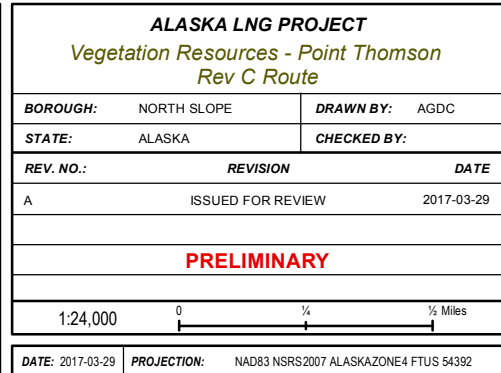 ALASKA LNG PROJECT
Vegetation Resources - Point Thomson
Rev C Route
BOROUGH: NORTH SLOPE DRAWN BY: AGDC
STATE: ALASKA CHECKED BY:
REV. NO.: REVISION DATE
A ISSUED FOR REVIEW 2017-03-29
PRELIMINARY
1:24,000 0 ¼ ½ Miles
DATE: 2017-03-29 PROJECTION: NAD83 NSRS2007 ALASKAZONE4 FTUS 54392